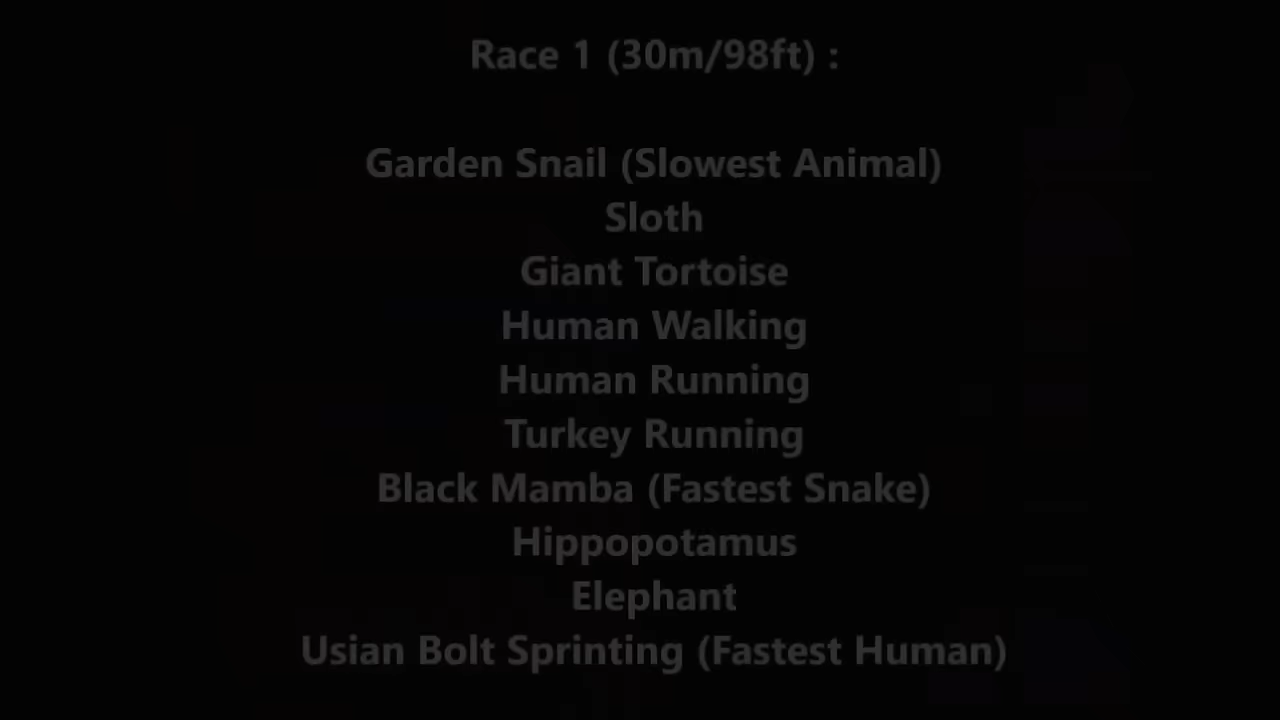 Race 1 (30m/98ft) :
Garden Snail (Slowest Animal)
Sloth
Giant Tortoise
Human Walking
Human Running
Turkey Running
Black Mamba (Fastest Snake)
Hippopotamus
Elephant
Usian Bolt Sprinting (Fastest Human)